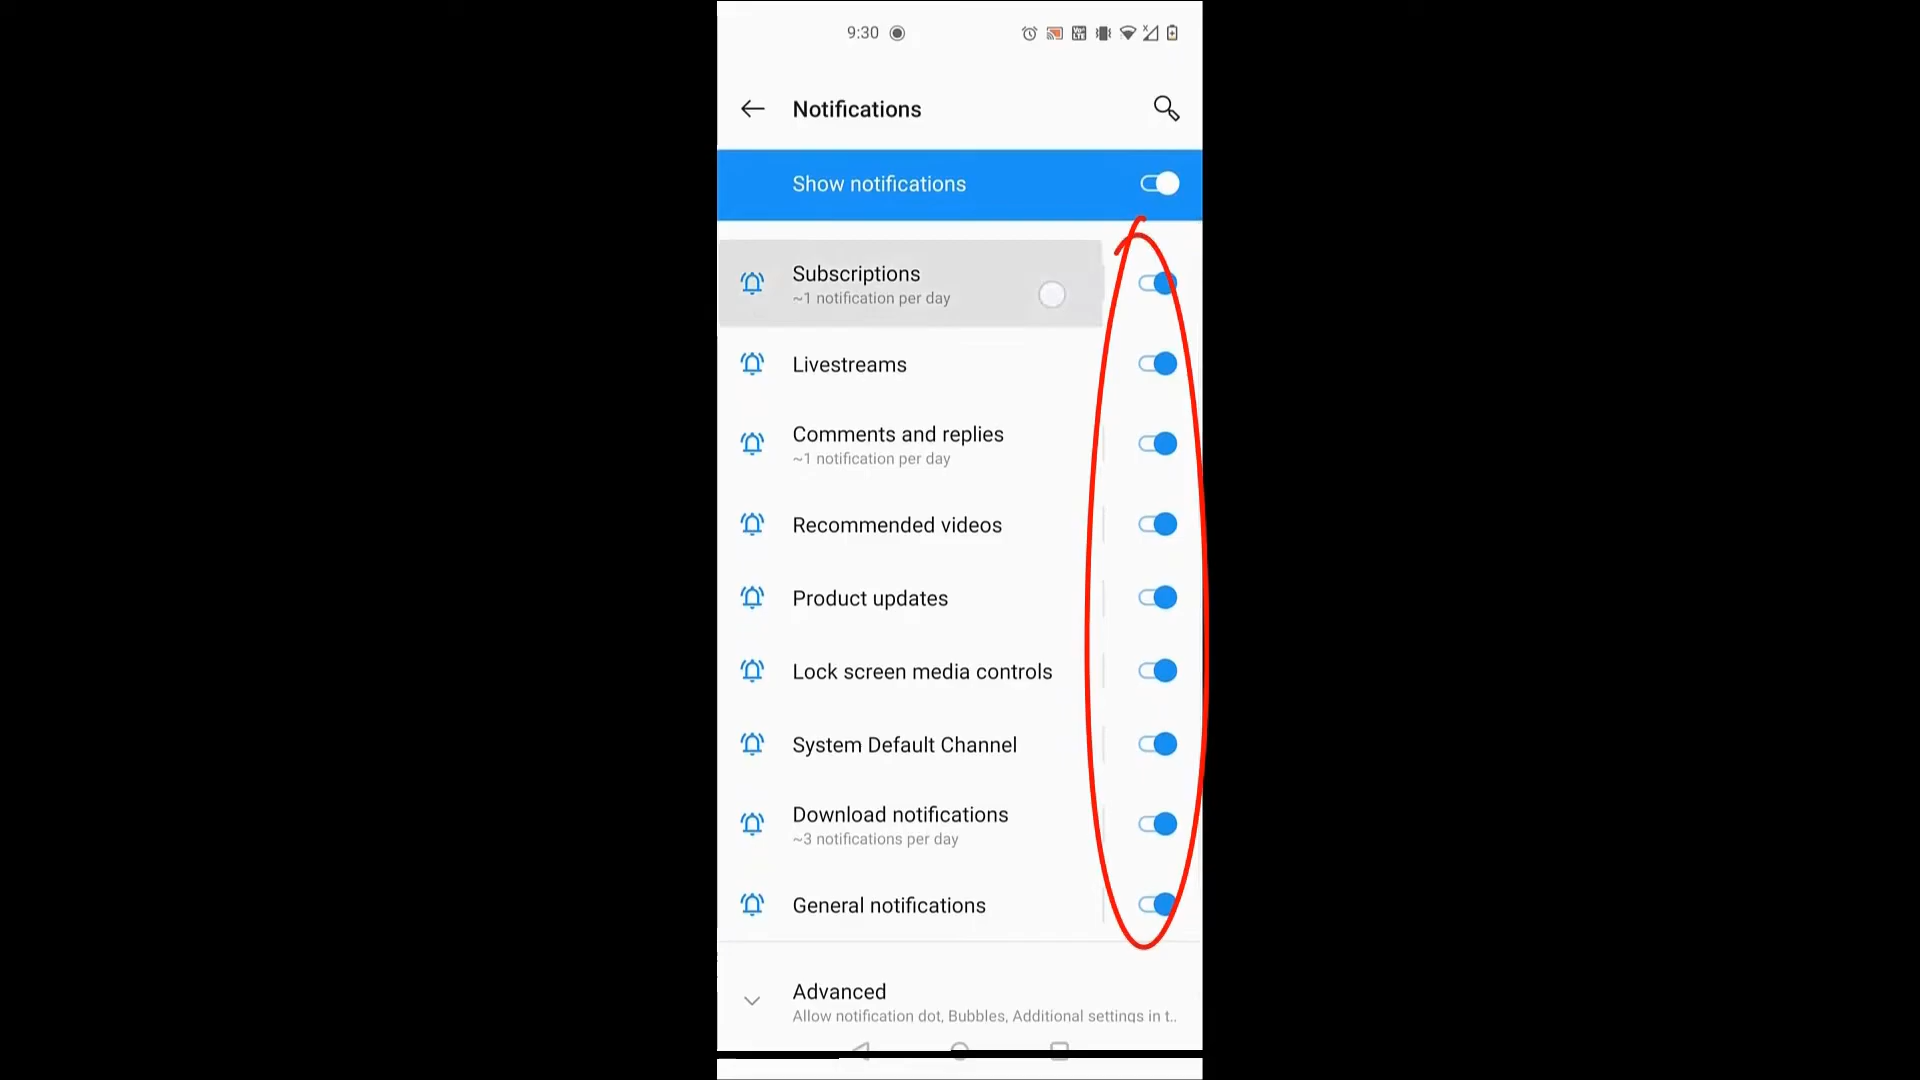 9:30
Notifications
Show notifications
Subscriptions
~1 notification per day
Livestreams
Comments and replies
~1 notification per day
Recommended videos
Product updates
Lock screen media controls
System Default Channel
Download notifications
~3 notifications per day
General notifications
Advanced
Allow notification dot, Bubbles, Additional settings in t..